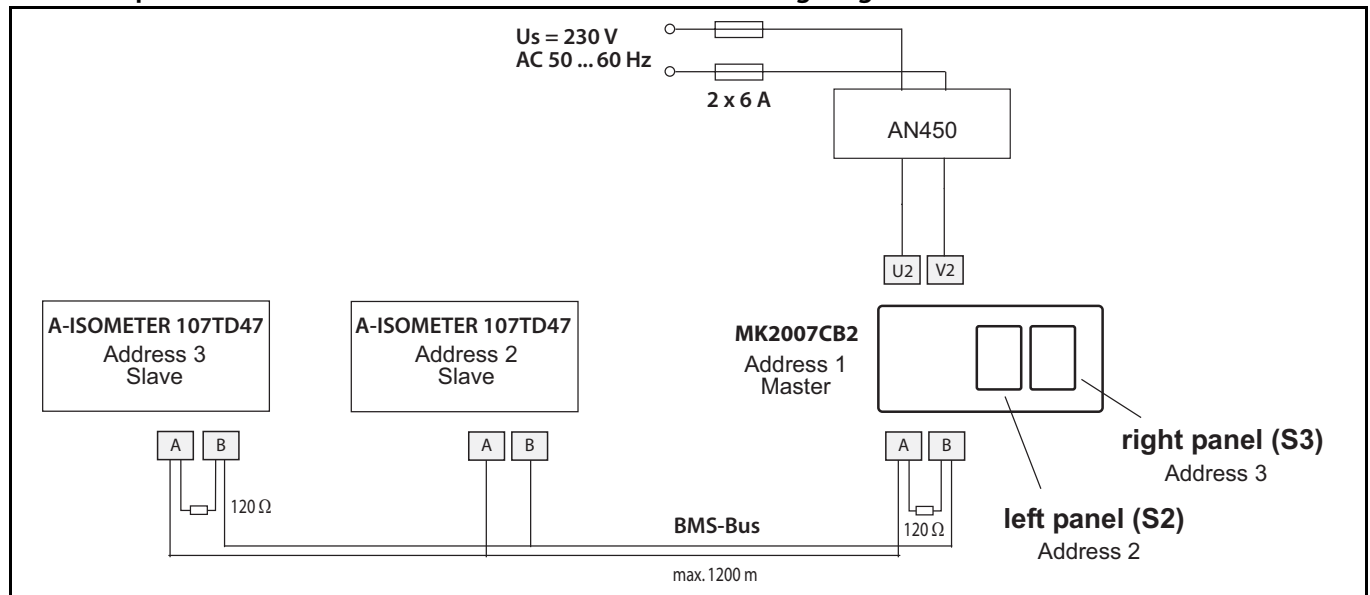 Us = 230 V
AC 50 ... 60 Hz
2 x 6 A
AN450
U2 V2
A-ISOMETER 107TD47
Address 3
Slave
A-ISOMETER 107TD47
Address 2
Slave
MK2007CB2
Address 1
Master
right panel (S3)
Address 3
left panel (S2)
Address 2
A B
120 Ω
A B
A B
120 Ω
BMS-Bus
max. 1200 m